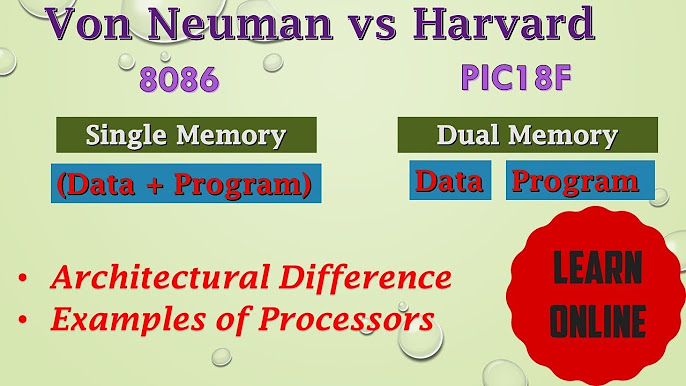 Von Neuman vs Harvard
8086
PIC18F
Single Memory
Dual Memory
(Data + Program)
Data
Program
• Architectural Difference
• Examples of Processors
LEARN
ONLINE